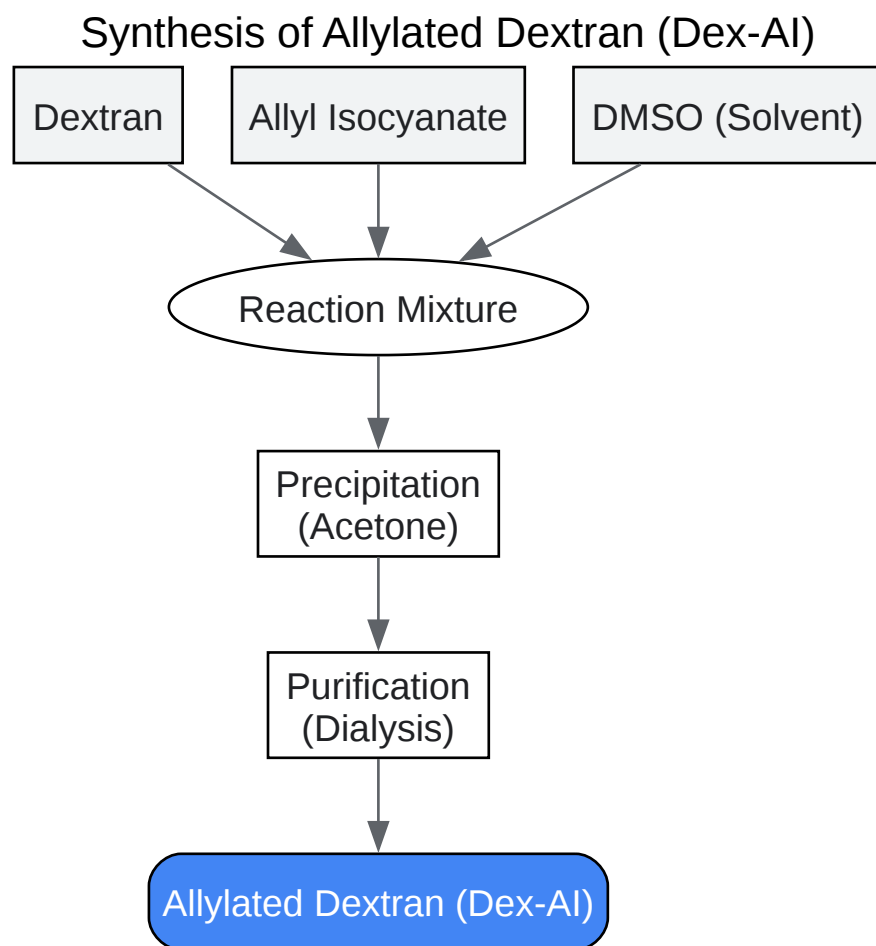 Synthesis of Allylated Dextran (Dex-AI)
Dextran
Allyl Isocyanate
DMSO (Solvent)
Reaction Mixture
Precipitation
(Acetone)
Purification
(Dialysis)
Allylated Dextran (Dex-AI)